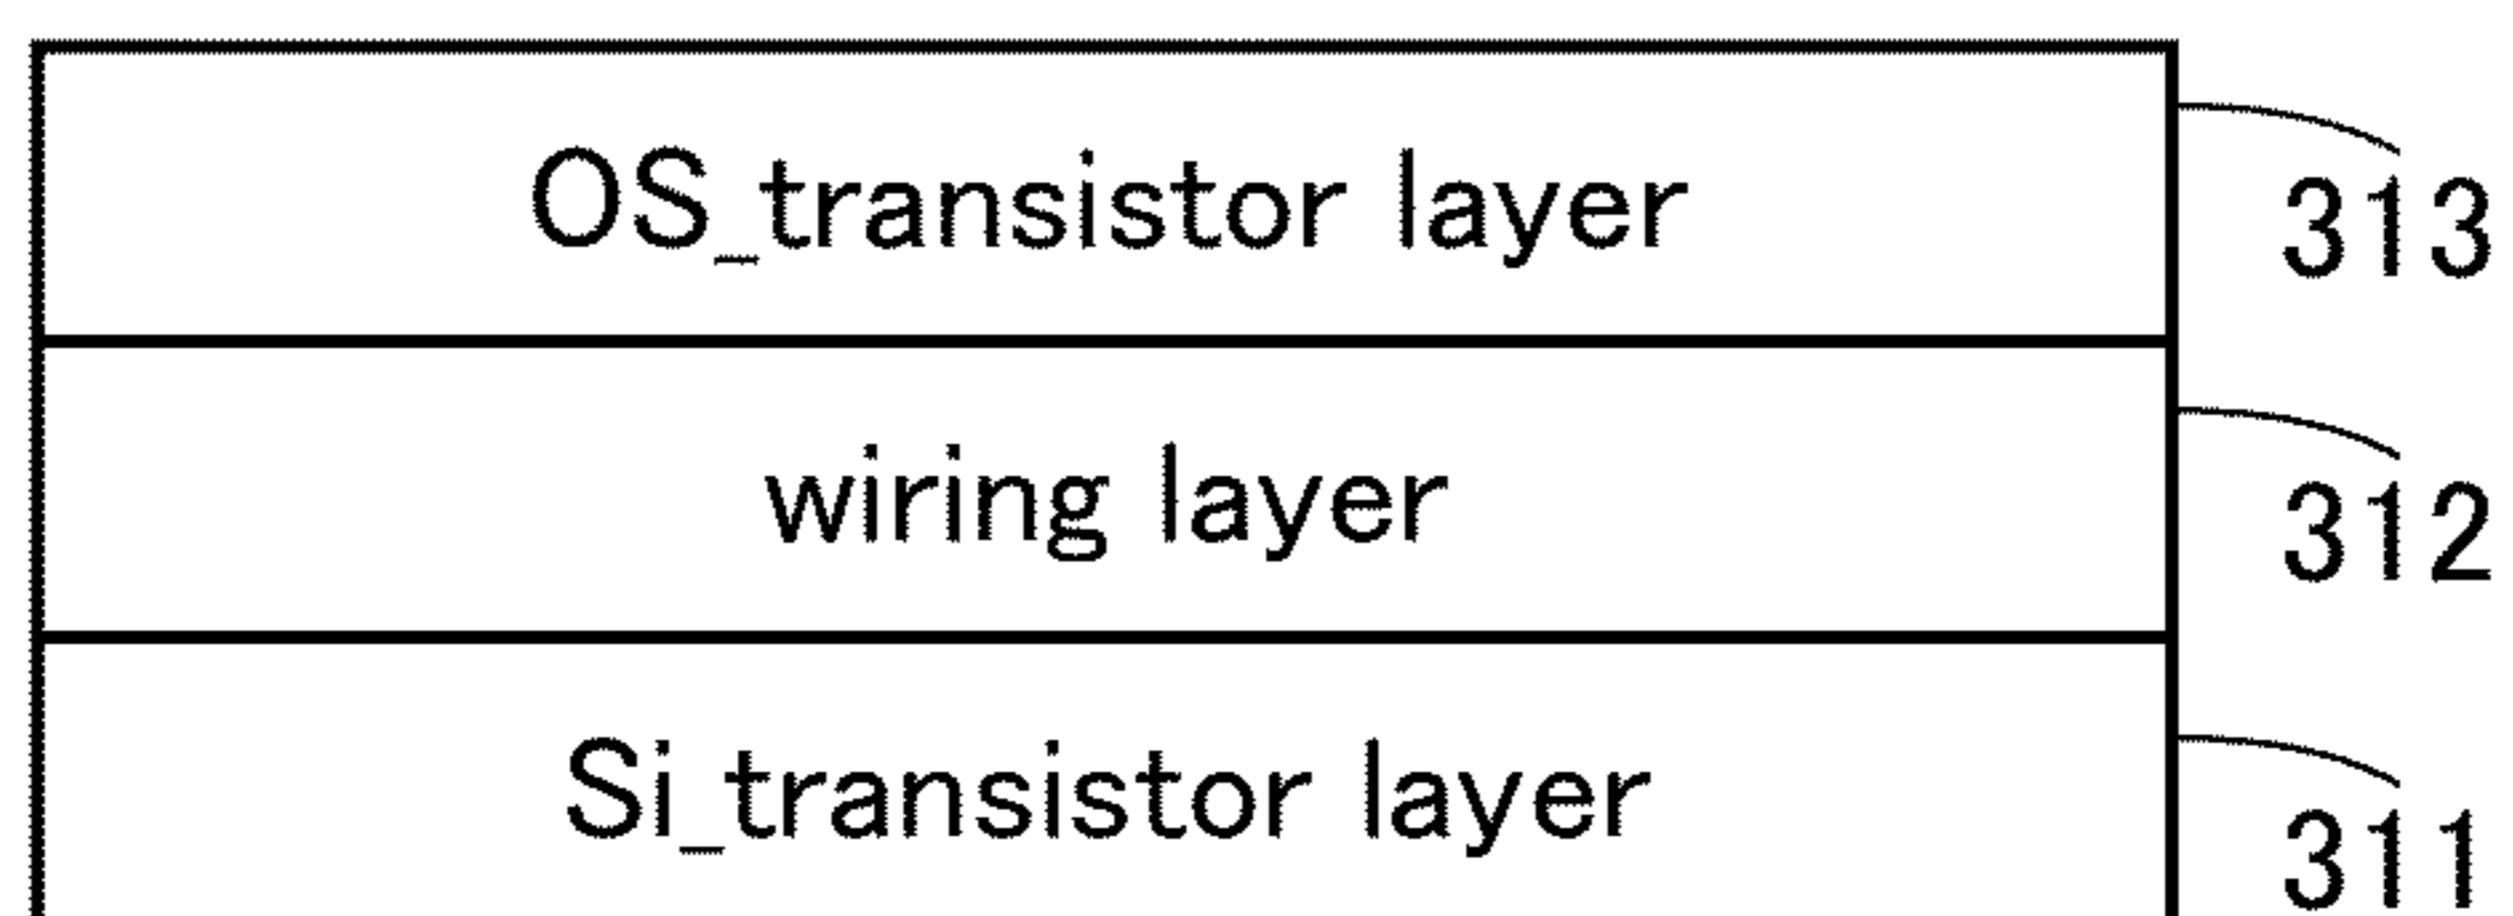 OS_transistor layer
313
wiring layer
312
Si_transistor layer
311